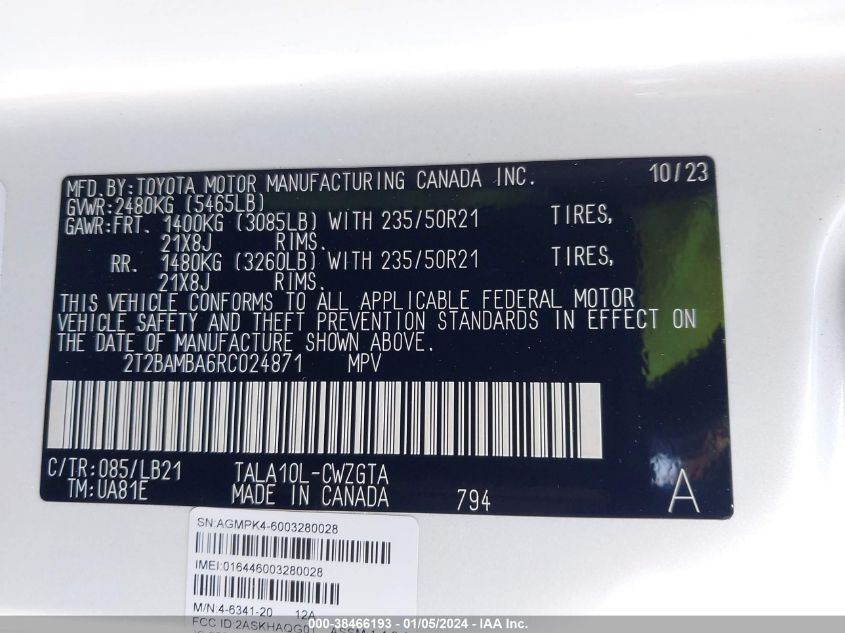 MFD.BY:TOYOTA MOTOR MANUFACTURING CANADA INC. 10/23
GVWR:2480KG (5465LB)
GAWR:FRT. 1400KG (3085LB) WITH 235/50R21 TIRES,
21X8J RIMS.
RR. 1480KG (3260LB) WITH 235/50R21 TIRES,
21X8J RIMS.
THIS VEHICLE CONFORMS TO ALL APPLICABLE FEDERAL MOTOR
VEHICLE SAFETY AND THEFT PREVENTION STANDARDS IN EFFECT ON
THE DATE OF MANUFACTURE SHOWN ABOVE.
2T2BAMBA6RC024871 MPV
C/TR:085/LB21 TALA10L-CWZGTA
TM:UA81E MADE IN CANADA 794 A
SN:AGMPK4-6003280028
IMEI:016446003280028
M/N:4-6341-20 12A
FCC ID:2ASKHAQG01
000-38466193 - 01/05/2024 - IAA Inc.